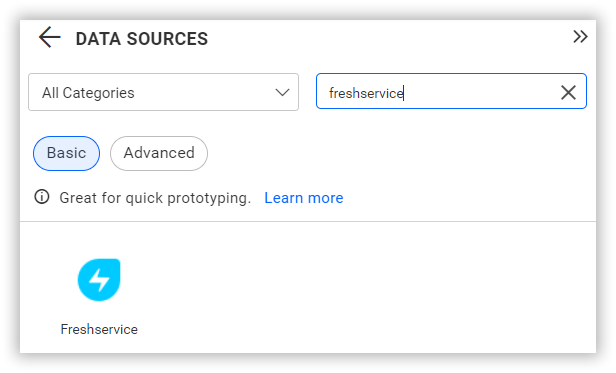 DATA SOURCES
All Categories
freshservice
Basic
Advanced
Great for quick prototyping. Learn more
Freshservice